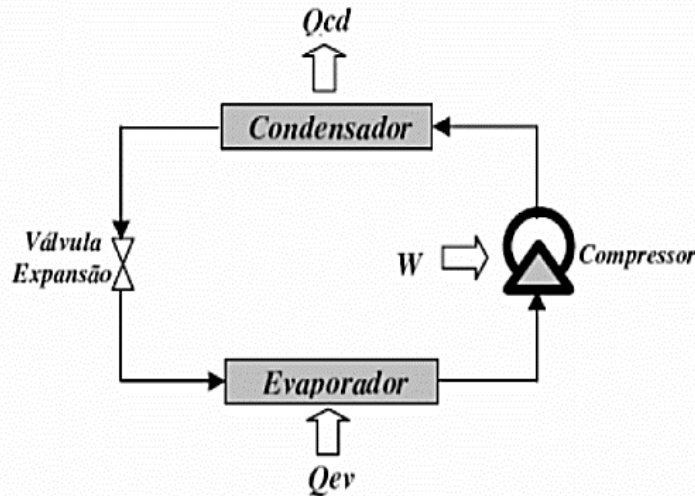 Qcd
Condensador
Válvula
Expansão
W
Compressor
Evaporador
Qev